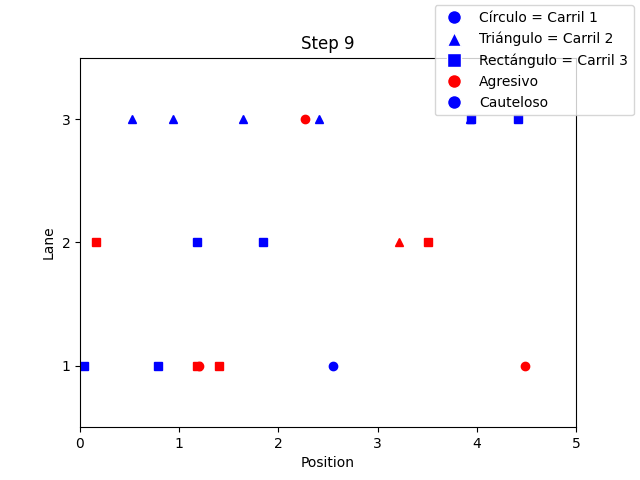 Step 9
Círculo = Carril 1
Triángulo = Carril 2
Rectángulo = Carril 3
Agresivo
Cauteloso
Lane
3
2
1
0 1 2 3 4 5
Position